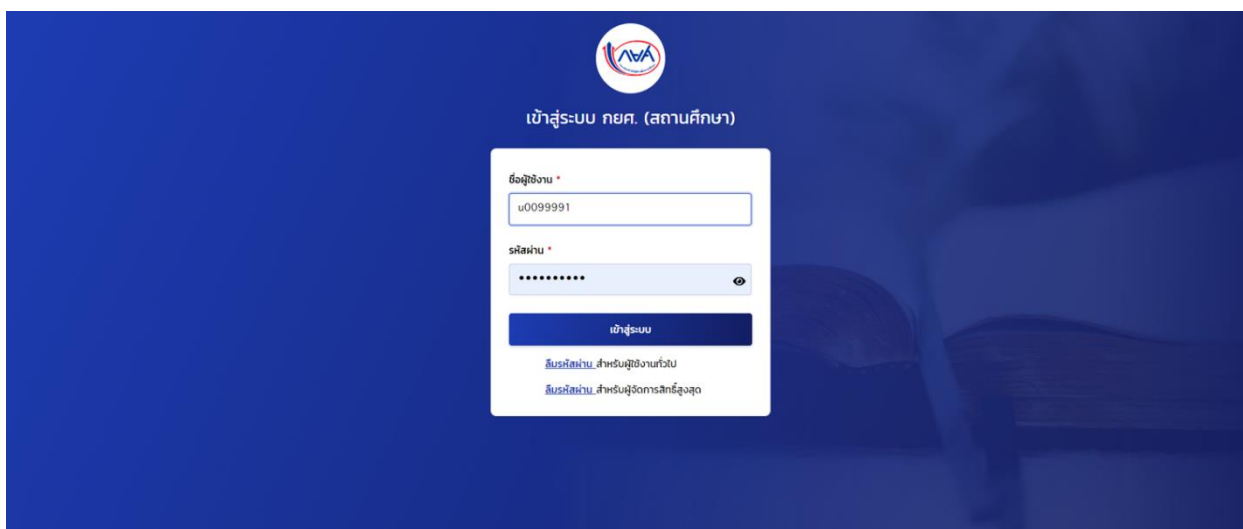 กยศ
เข้าสู่ระบบ กยศ. (สถานศึกษา)
ชื่อผู้ใช้งาน *
u0099991
รหัสผ่าน *
••••••••••
เข้าสู่ระบบ
ลืมรหัสผ่าน สำหรับผู้ใช้งานทั่วไป
ลืมรหัสผ่าน สำหรับผู้จัดการสิทธิ์สูงสุด